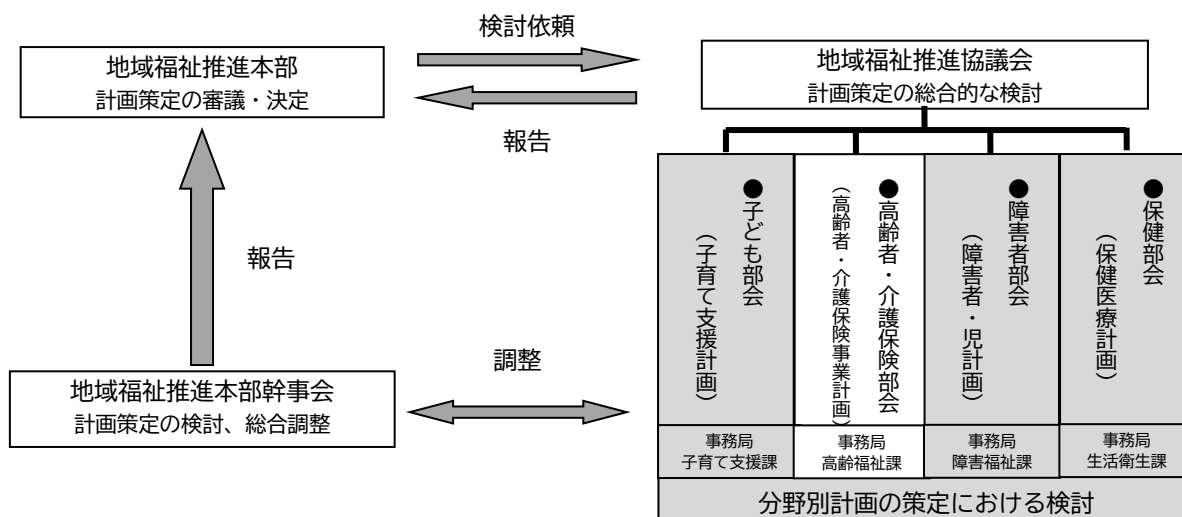 検討依頼
地域福祉推進本部
計画策定の審議・決定
地域福祉推進協議会
計画策定の総合的な検討
報告
報告
調整
地域福祉推進本部幹事会
計画策定の検討、総合調整
●子ども部会
（子育て支援計画）
●高齢者・介護保険部会
（高齢者・介護保険事業計画）
●障害者部会
（障害者・児計画）
●保健部会
（保健医療計画）
事務局
子育て支援課
事務局
高齢福祉課
事務局
障害福祉課
事務局
生活衛生課
分野別計画の策定における検討